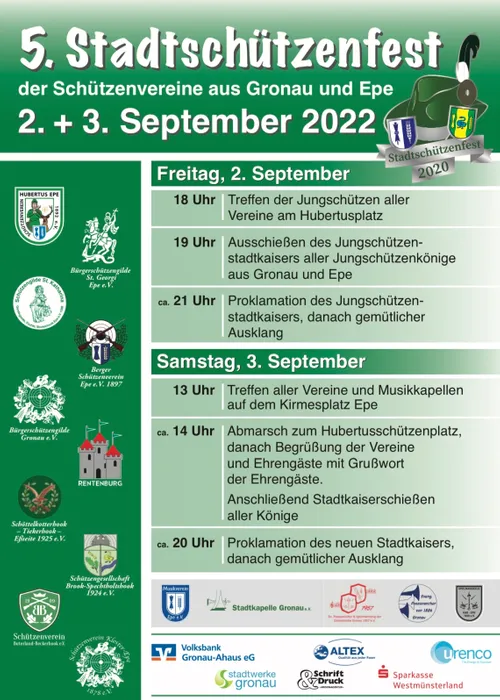 5. Stadtschützenfest
der Schützenvereine aus Gronau und Epe
2. + 3. September 2022
Stadtschützenfest
2020
Freitag, 2. September
18 Uhr Treffen der Jungschützen aller
Vereine am Hubertusplatz
19 Uhr Ausschießen des Jungschützen-
stadtkaisers aller Jungschützenkönige
aus Gronau und Epe
ca. 21 Uhr Proklamation des Jungschützen-
stadtkaisers, danach gemütlicher
Ausklang
Samstag, 3. September
13 Uhr Treffen aller Vereine und Musikkapellen
auf dem Kirmesplatz Epe
ca. 14 Uhr Abmarsch zum Hubertusschützenplatz,
danach Begrüßung der Vereine
und Ehrengäste mit Grußwort
der Ehrengäste.
Anschließend Stadtkaiserschießen
aller Könige
ca. 20 Uhr Proklamation des neuen Stadtkaisers,
danach gemütlicher Ausklang
HUBERTUS EPE
Bürgerschützengilde
St. Georgi
Epe e.V.
Berger
Schützenverein
Epe e.V. 1897
Bürgerschützengilde
Gronau e.V.
RENTENBURG
Schüttelkotterhook
– Tiekerhook –
Eßseite 1925 e.V.
Schützengesellschaft
Brook-Spechtholtshook
1924 e.V.
Schützenverein
Musikverein
Epe e.V.
Stadtkapelle Gronau e.V.
1957
Volksbank
Gronau-Ahaus eG
ALTEX
urenco
stadtwerke
gronau
Schrift
&Druck
Sparkasse
Westmünsterland